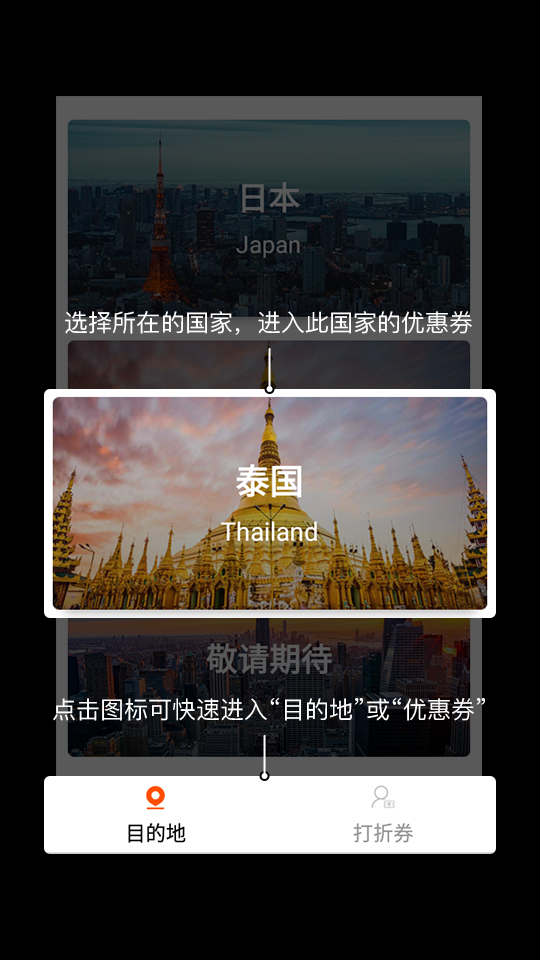 日本
Japan
选择所在的国家，进入此国家的优惠券
泰国
Thailand
敬请期待
点击图标可快速进入“目的地”或“优惠券”
目的地
打折券